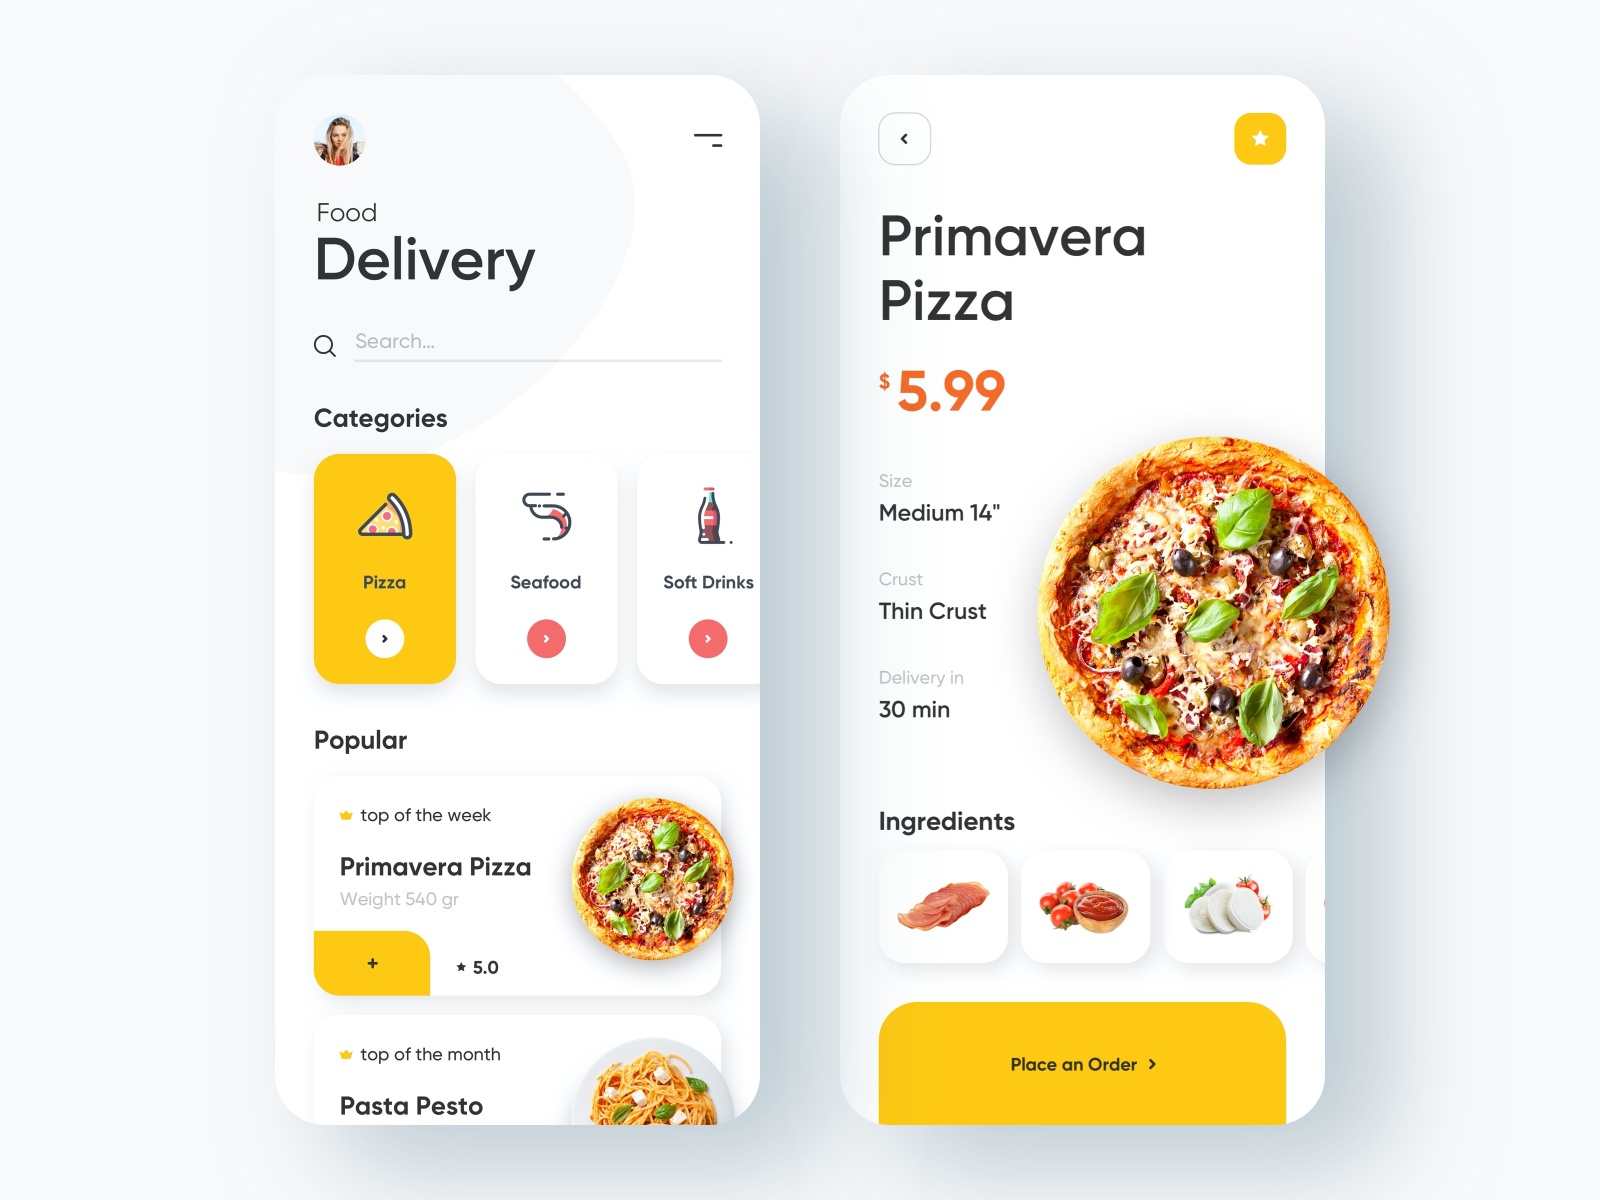 Food
Delivery
Search...
Categories
Pizza
Seafood
Soft Drinks
Popular
top of the week
Primavera Pizza
Weight 540 gr
+
5.0
top of the month
Pasta Pesto
Primavera
Pizza
$ 5.99
Size
Medium 14"
Crust
Thin Crust
Delivery in
30 min
Ingredients
Place an Order